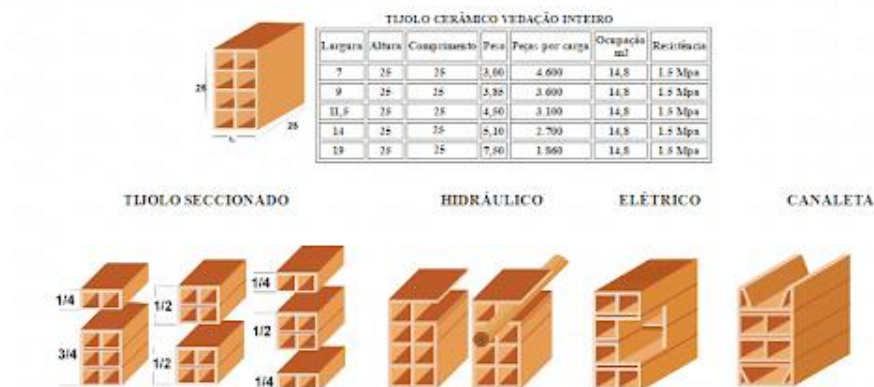 TIJOLO CERÂMICO VEDAÇÃO INTEIRO
Largura Altura Comprimento Peso Peças por carga Ocupação m² Resistência
7 25 25 3,00 4.600 14,8 1.5 Mpa
9 25 25 3,85 3.600 14,8 1.5 Mpa
11,5 25 25 4,50 3.100 14,8 1.5 Mpa
14 25 25 5,10 2.700 14,8 1.5 Mpa
19 25 25 7,50 1.860 14,8 1.5 Mpa
25
25
TIJOLO SECCIONADO HIDRÁULICO ELÉTRICO CANALETA
1/4 1/2 1/4
3/4 1/2 1/2
1/4